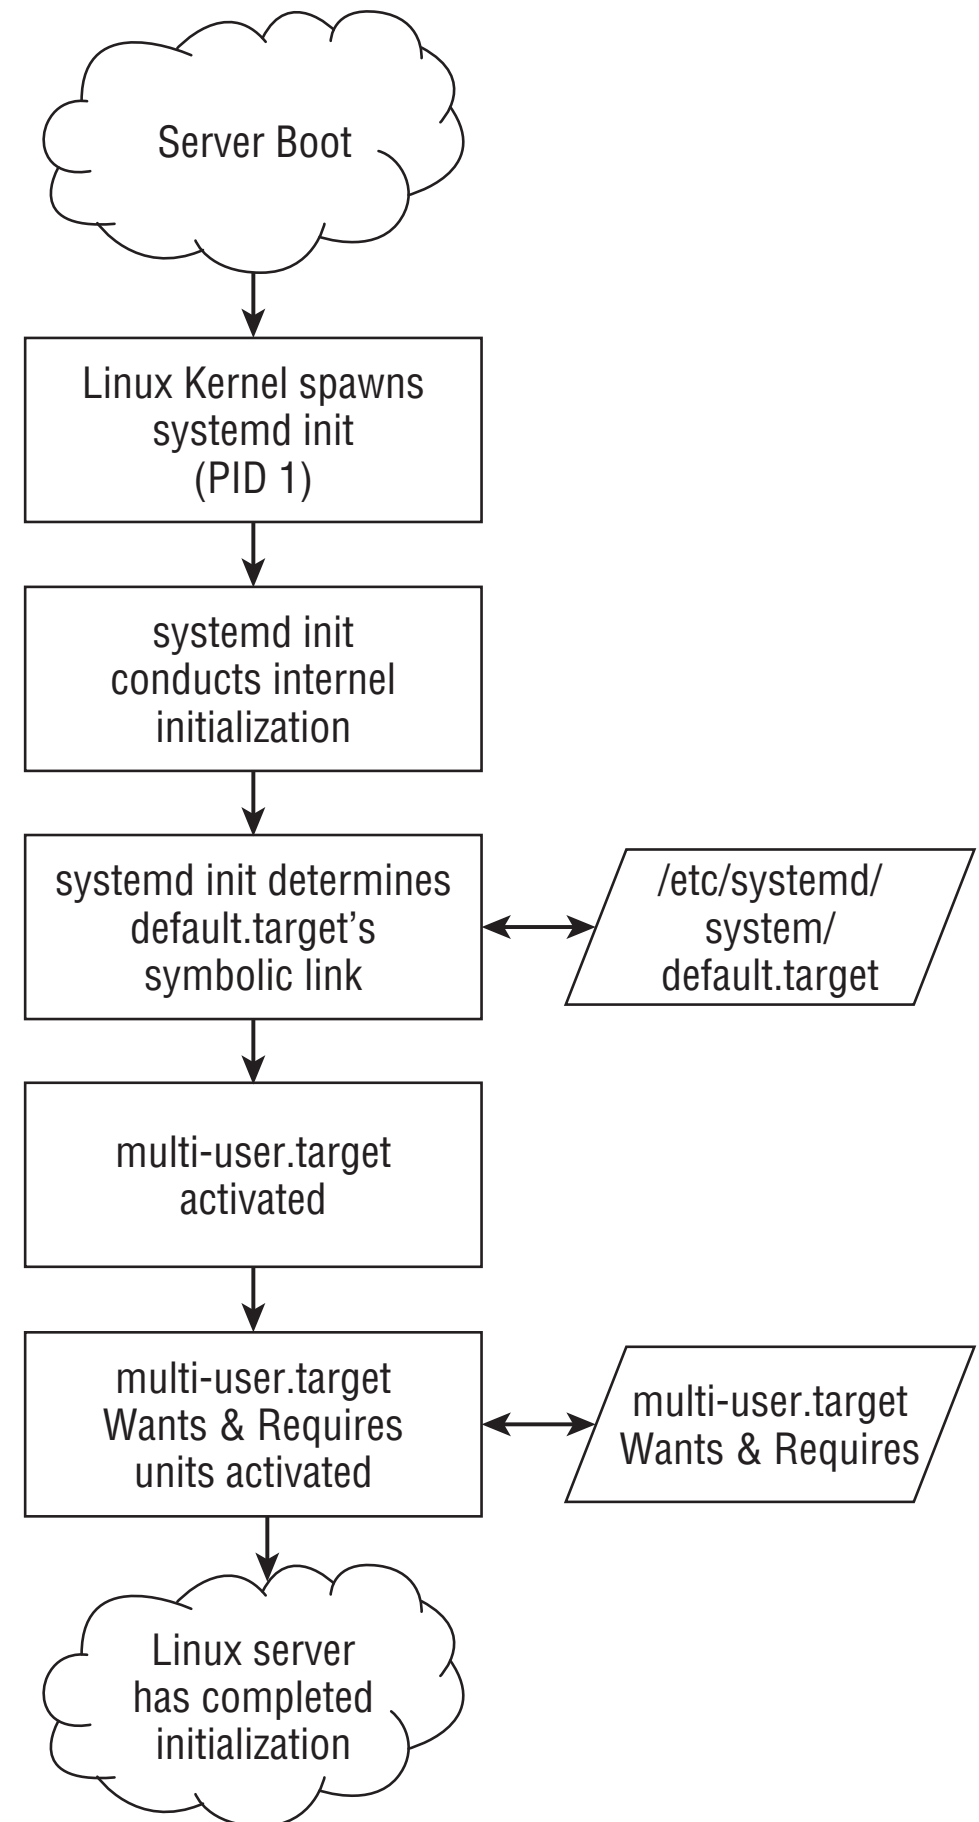 Server Boot
Linux Kernel spawns
systemd init
(PID 1)
systemd init
conducts internel
initialization
systemd init determines
default.target’s
symbolic link
/etc/systemd/
system/
default.target
multi-user.target
activated
multi-user.target
Wants & Requires
units activated
multi-user.target
Wants & Requires
Linux server
has completed
initialization